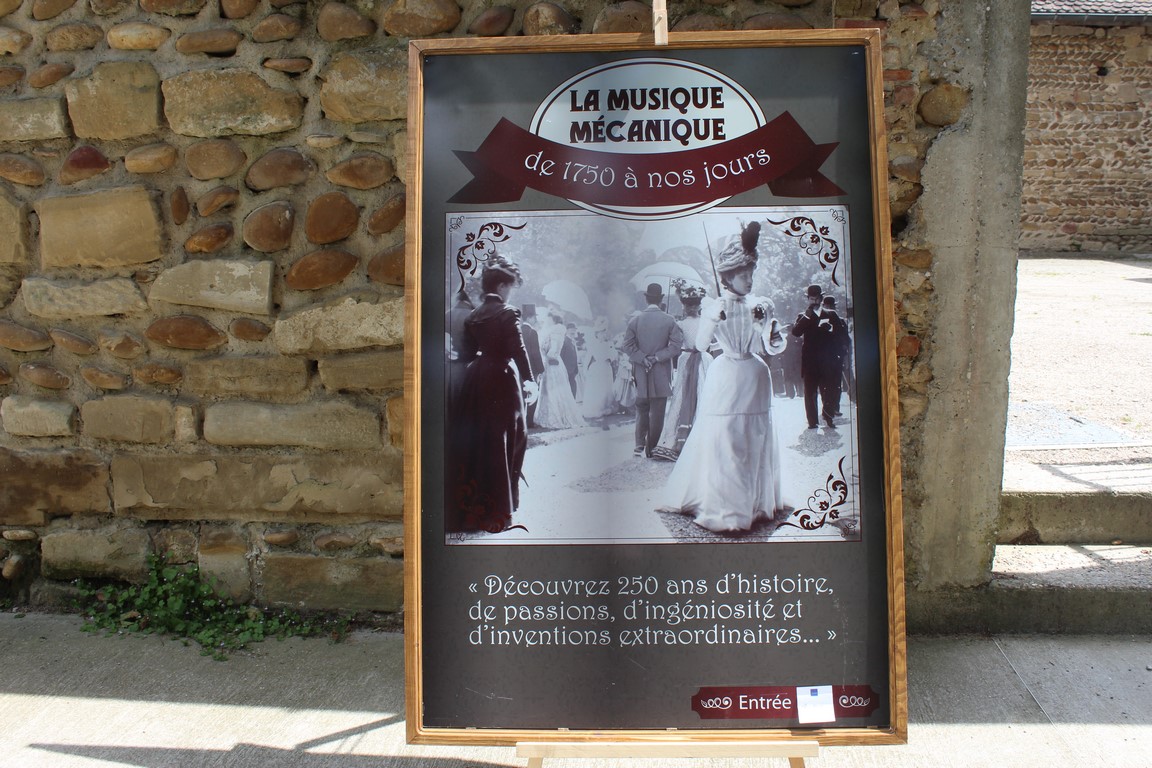 LA MUSIQUE
MÉCANIQUE
de 1750 à nos jours
« Découvrez 250 ans d'histoire,
de passions, d'ingéniosité et
d'inventions extraordinaires... »
Entrée